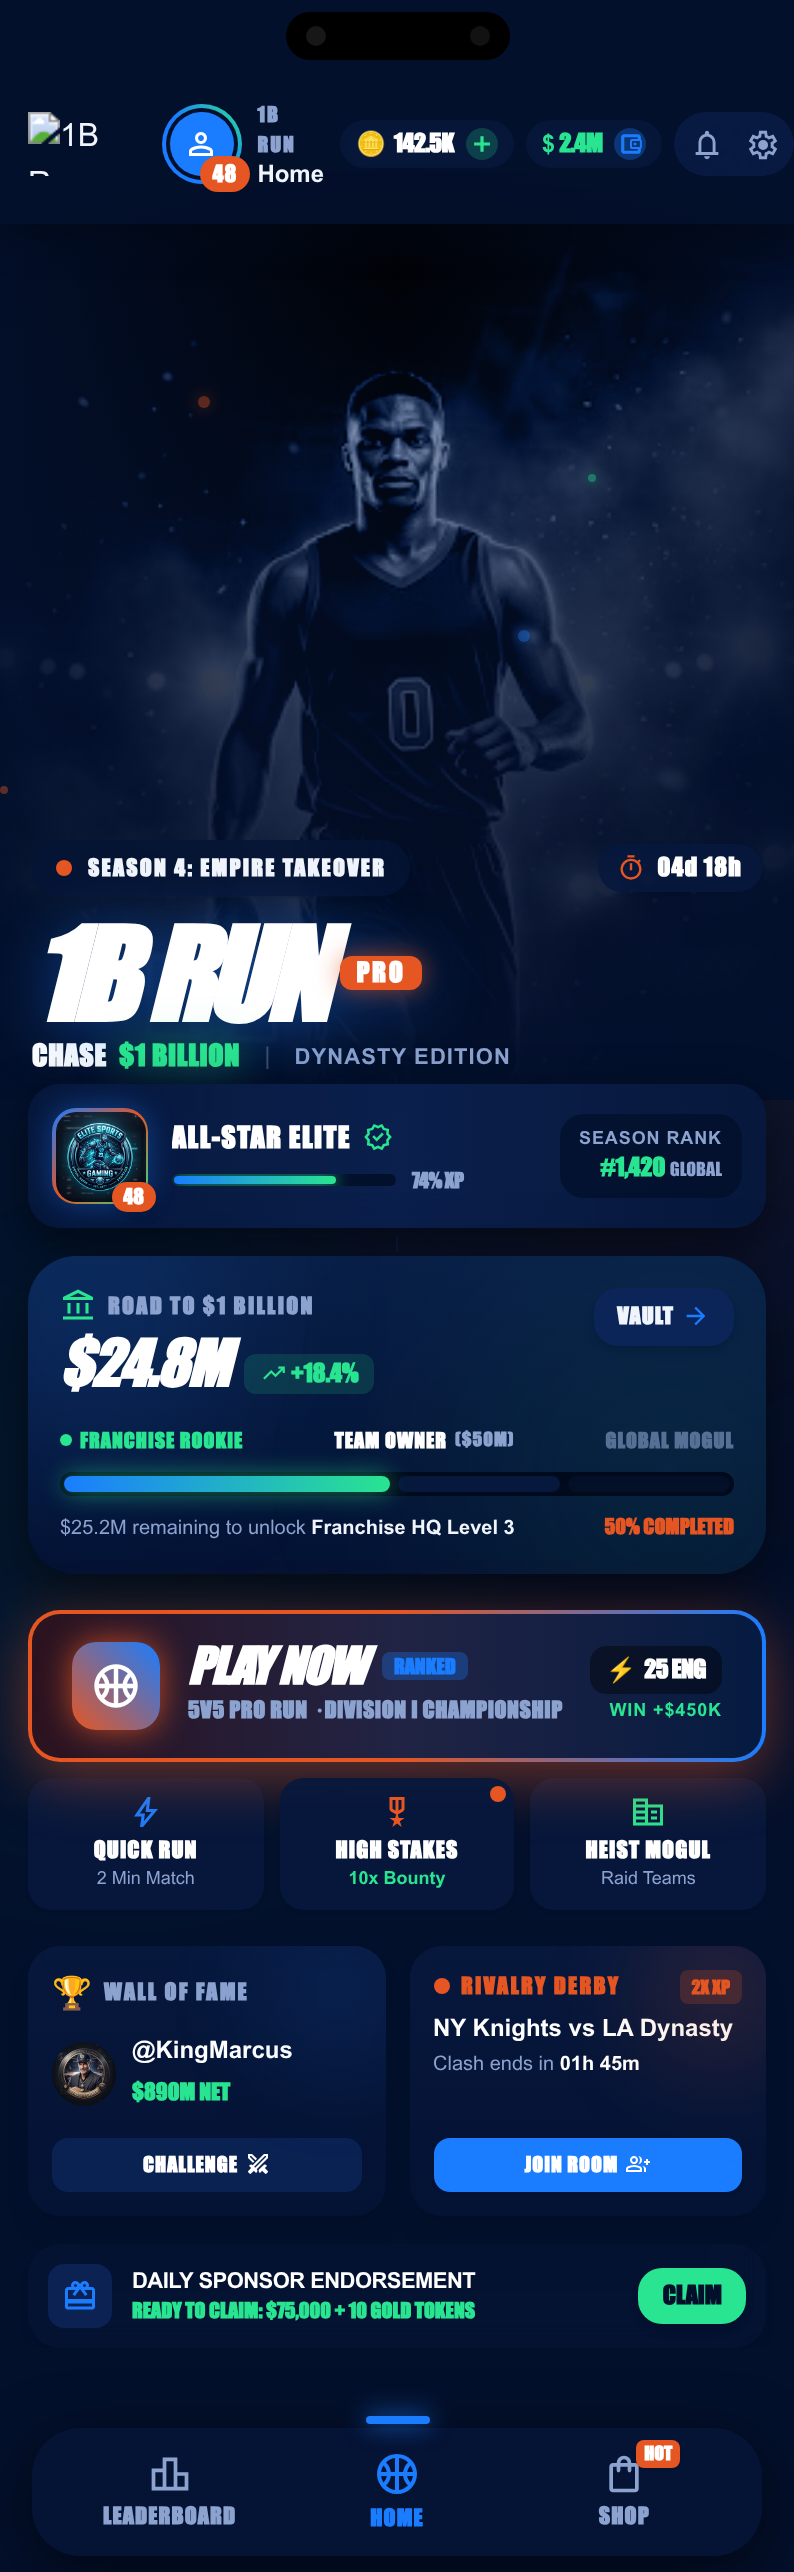 1B
1B
RUN
Home
48
142.5K
$ 2.4M
0
SEASON 4: EMPIRE TAKEOVER
04d 18h
1B RUN
PRO
CHASE $1 BILLION | DYNASTY EDITION
ELITE SPORTS
GAMING
48
ALL-STAR ELITE
74% XP
SEASON RANK
#1,420 GLOBAL
ROAD TO $1 BILLION
VAULT
$24.8M
+18.4%
FRANCHISE ROOKIE
TEAM OWNER ($50M)
GLOBAL MOGUL
$25.2M remaining to unlock Franchise HQ Level 3
50% COMPLETED
PLAY NOW
RANKED
25 ENG
5V5 PRO RUN · DIVISION I CHAMPIONSHIP
WIN +$450K
QUICK RUN
2 Min Match
HIGH STAKES
10x Bounty
HEIST MOGUL
Raid Teams
WALL OF FAME
@KingMarcus
$890M NET
CHALLENGE
RIVALRY DERBY
2X XP
NY Knights vs LA Dynasty
Clash ends in 01h 45m
JOIN ROOM
DAILY SPONSOR ENDORSEMENT
READY TO CLAIM: $75,000 + 10 GOLD TOKENS
CLAIM
LEADERBOARD
HOME
HOT
SHOP